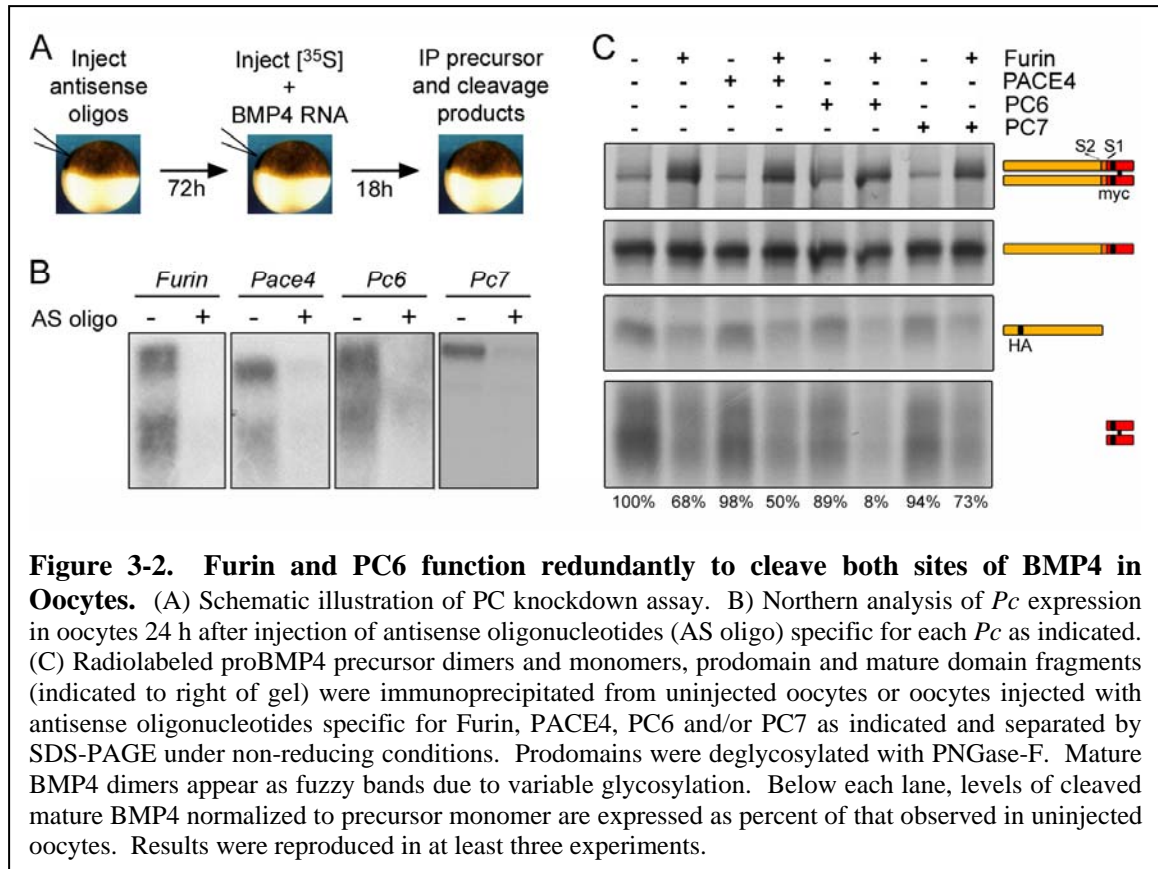 A
Inject
antisense
oligos
72h
Inject [³⁵S]
+
BMP4 RNA
18h
IP precursor
and cleavage
products
B
Furin Pace4 Pc6 Pc7
AS oligo - + - + - + - +
C
- + - + - + - + Furin
- - + + - - - - PACE4
- - - - + + - - PC6
- - - - - - + + PC7
S2 S1
myc
HA
100% 68% 98% 50% 89% 8% 94% 73%
Figure 3-2. Furin and PC6 function redundantly to cleave both sites of BMP4 in
Oocytes. (A) Schematic illustration of PC knockdown assay. B) Northern analysis of Pc expression
in oocytes 24 h after injection of antisense oligonucleotides (AS oligo) specific for each Pc as indicated.
(C) Radiolabeled proBMP4 precursor dimers and monomers, prodomain and mature domain fragments
(indicated to right of gel) were immunoprecipitated from uninjected oocytes or oocytes injected with
antisense oligonucleotides specific for Furin, PACE4, PC6 and/or PC7 as indicated and separated by
SDS-PAGE under non-reducing conditions. Prodomains were deglycosylated with PNGase-F. Mature
BMP4 dimers appear as fuzzy bands due to variable glycosylation. Below each lane, levels of cleaved
mature BMP4 normalized to precursor monomer are expressed as percent of that observed in uninjected
oocytes. Results were reproduced in at least three experiments.